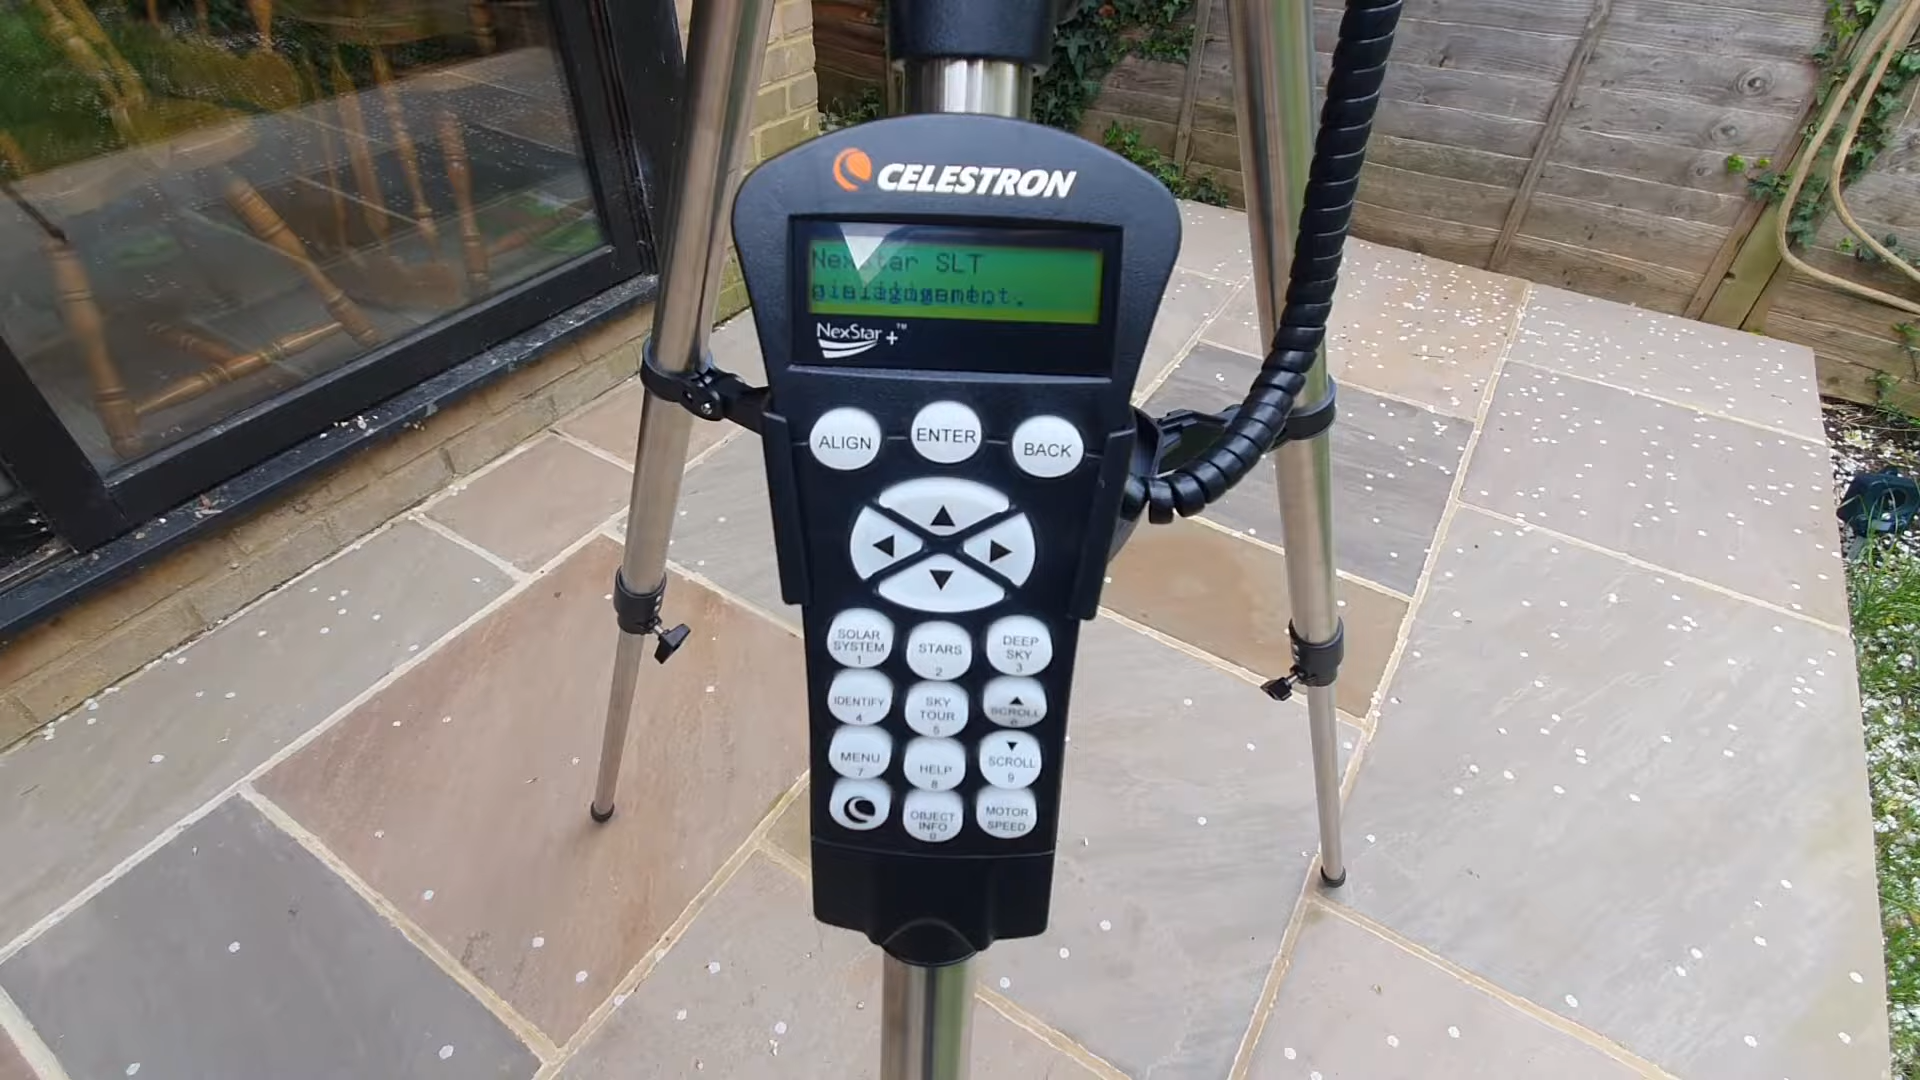 CELESTRON
NexStar SLT
NexStar+™
ALIGN
ENTER
BACK
SOLAR SYSTEM 1
STARS 2
DEEP SKY 3
IDENTIFY 4
SKY TOUR 5
SCROLL 6
MENU 7
HELP 8
SCROLL 9
OBJECT INFO 0
MOTOR SPEED